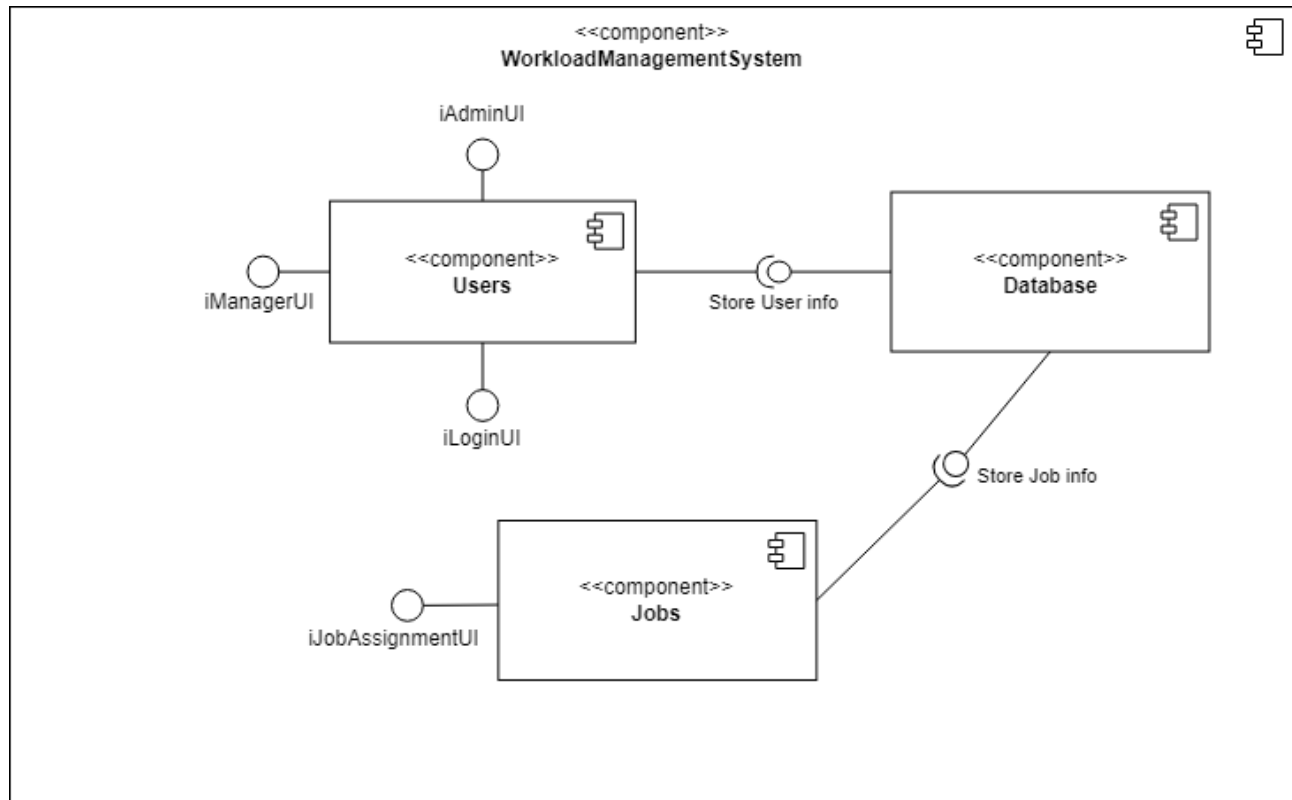 <<component>>
WorkloadManagementSystem
iAdminUI
<<component>>
Users
iManagerUI
iLoginUI
Store User info
<<component>>
Database
Store Job info
<<component>>
Jobs
iJobAssignmentUI